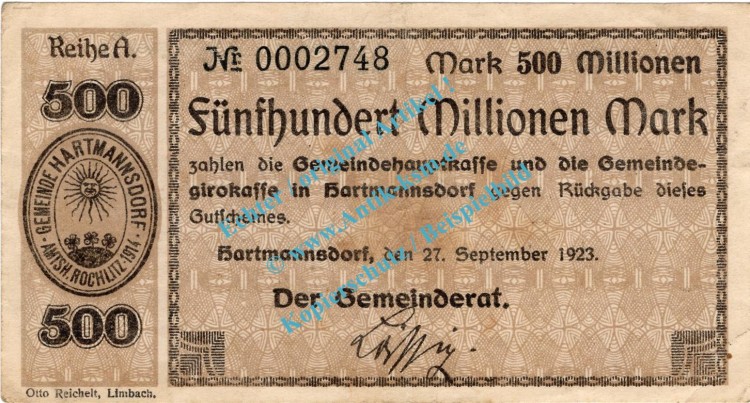 Reihe A.
500
GEMEINDE HARTMANNSDORF
AMTSH. ROCHLITZ. 1914.
500
Otto Reichelt, Limbach.
No 0002748 Mark 500 Millionen
Fünfhundert Millionen Mark
zahlen die Gemeindehauptkasse und die Gemeinde-
girokasse in Hartmannsdorf gegen Rückgabe dieses
Gutscheines.
Hartmannsdorf, den 27. September 1923.
Der Gemeinderat.
Echter / original Artikel !
© www.Antik-AK.de
Kopierschutz / Beispielbild